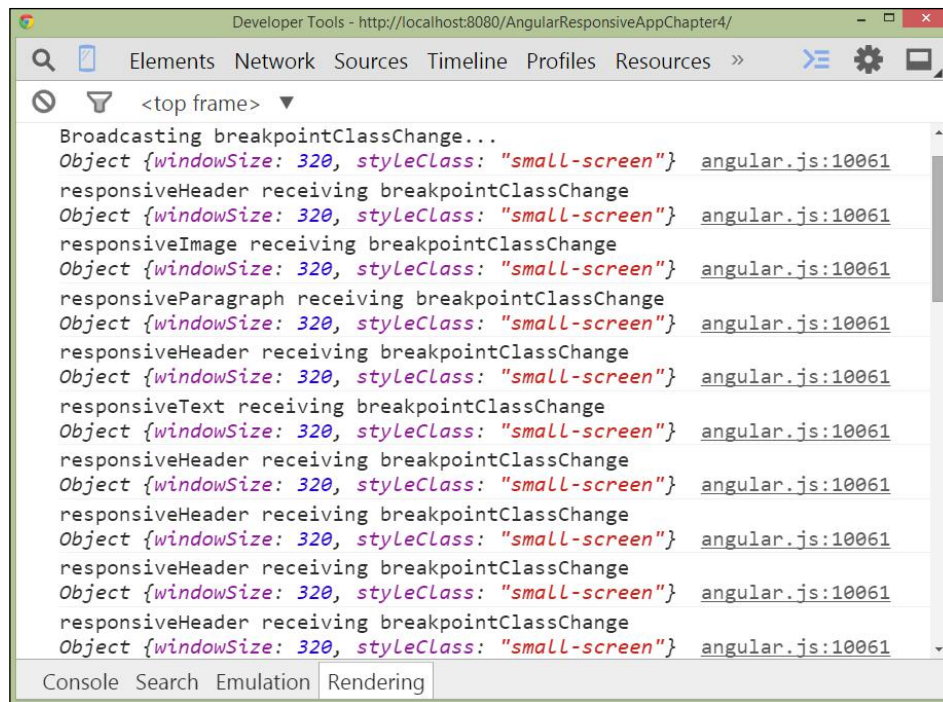 Developer Tools - http://localhost:8080/AngularResponsiveAppChapter4/
Elements Network Sources Timeline Profiles Resources »
<top frame> ▼
Broadcasting breakpointClassChange...
Object {windowSize: 320, styleClass: "small-screen"} angular.js:10061
responsiveHeader receiving breakpointClassChange
Object {windowSize: 320, styleClass: "small-screen"} angular.js:10061
responsiveImage receiving breakpointClassChange
Object {windowSize: 320, styleClass: "small-screen"} angular.js:10061
responsiveParagraph receiving breakpointClassChange
Object {windowSize: 320, styleClass: "small-screen"} angular.js:10061
responsiveHeader receiving breakpointClassChange
Object {windowSize: 320, styleClass: "small-screen"} angular.js:10061
responsiveText receiving breakpointClassChange
Object {windowSize: 320, styleClass: "small-screen"} angular.js:10061
responsiveHeader receiving breakpointClassChange
Object {windowSize: 320, styleClass: "small-screen"} angular.js:10061
responsiveHeader receiving breakpointClassChange
Object {windowSize: 320, styleClass: "small-screen"} angular.js:10061
responsiveHeader receiving breakpointClassChange
Object {windowSize: 320, styleClass: "small-screen"} angular.js:10061
responsiveHeader receiving breakpointClassChange
Object {windowSize: 320, styleClass: "small-screen"} angular.js:10061
Console Search Emulation Rendering